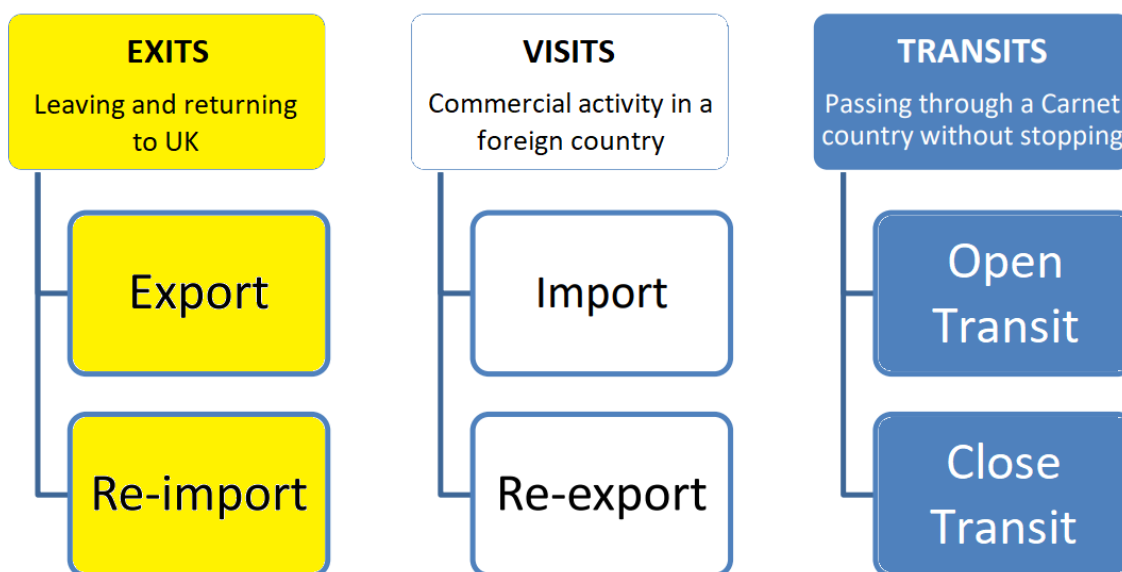 EXITS
Leaving and returning
to UK
Export
Re-import
VISITS
Commercial activity in a
foreign country
Import
Re-export
TRANSITS
Passing through a Carnet
country without stopping
Open
Transit
Close
Transit